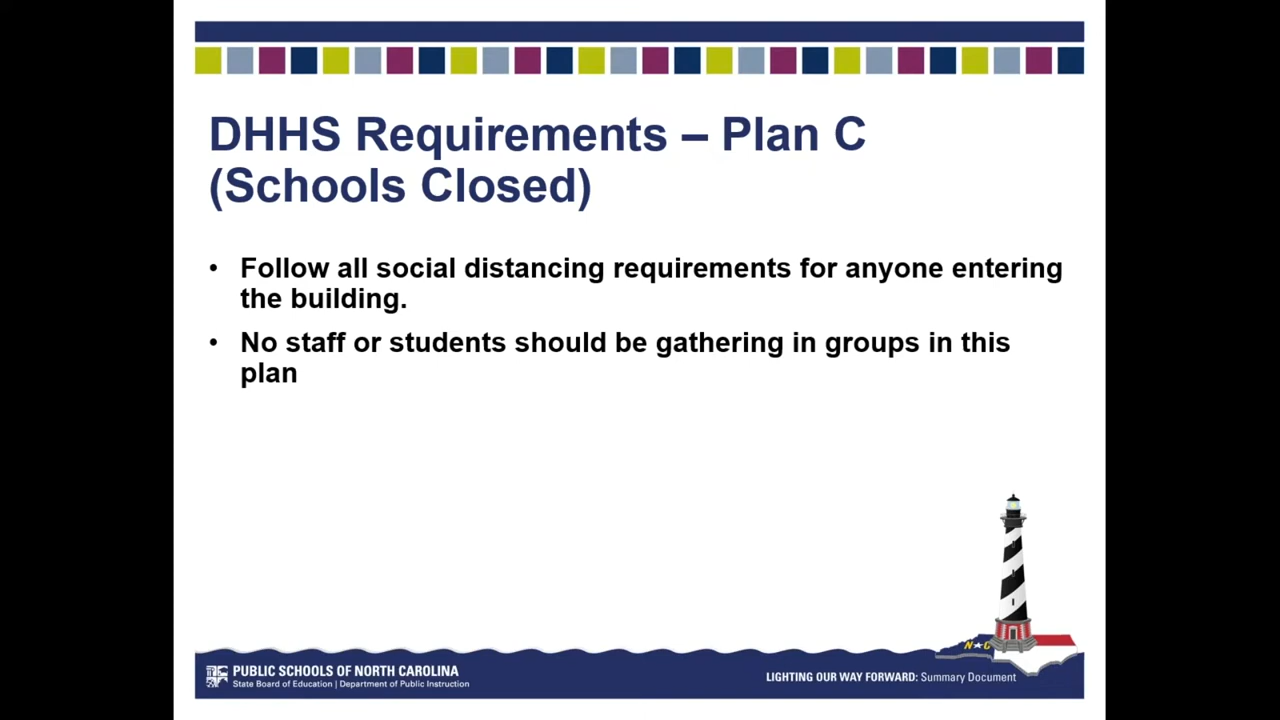 DHHS Requirements – Plan C
(Schools Closed)
• Follow all social distancing requirements for anyone entering
the building.
• No staff or students should be gathering in groups in this
plan
N★C
PUBLIC SCHOOLS OF NORTH CAROLINA
State Board of Education | Department of Public Instruction
LIGHTING OUR WAY FORWARD: Summary Document